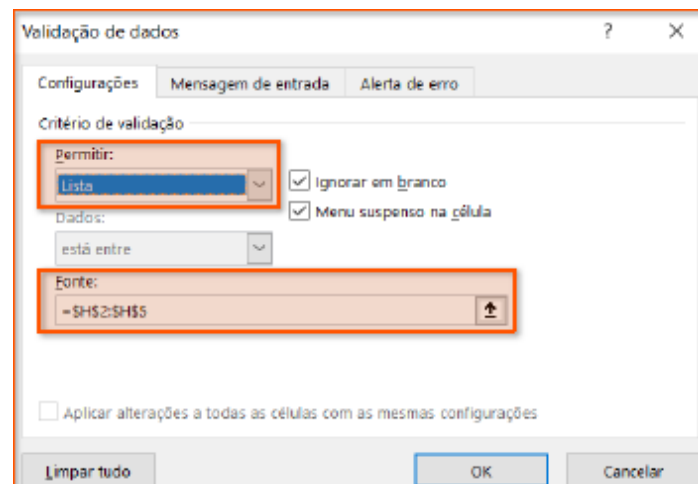 Validação de dados ? ×
Configurações Mensagem de entrada Alerta de erro
Critério de validação
Permitir:
Lista Ignorar em branco
Dados: Menu suspenso na célula
está entre
Fonte:
=$H$2:$H$5
Aplicar alterações a todas as células com as mesmas configurações
Limpar tudo OK Cancelar